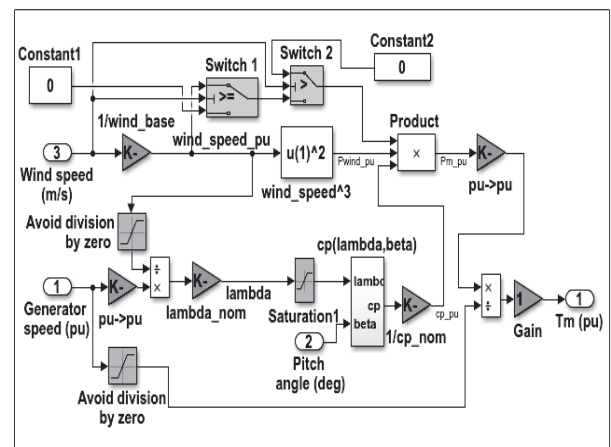 Constant1
0
Switch 1
>=
Switch 2
>
Constant2
0
1/wind_base
3
K-
Wind speed
(m/s)
wind_speed_pu
u(1)^2
wind_speed^3
Pwind_pu
Product
×
Pm_pu
K-
pu->pu
Avoid division
by zero
1
Generator
speed (pu)
K-
pu->pu
÷
×
K-
lambda_nom
lambda
Saturation1
cp(lambda,beta)
lambd
cp
beta
2
Pitch
angle (deg)
K-
1/cp_nom
cp_pu
×
÷
1
Gain
1
Tm (pu)
Avoid division
by zero